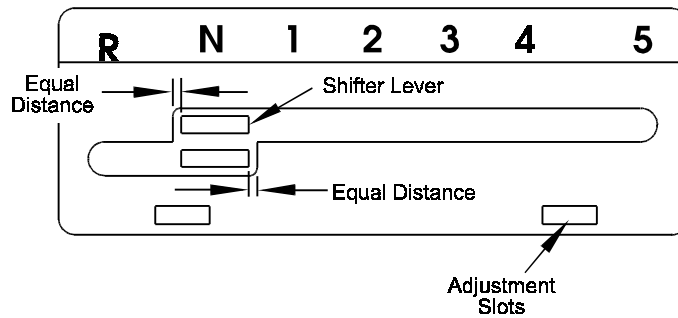 R N 1 2 3 4 5
Equal
Distance
Shifter Lever
Equal Distance
Adjustment
Slots